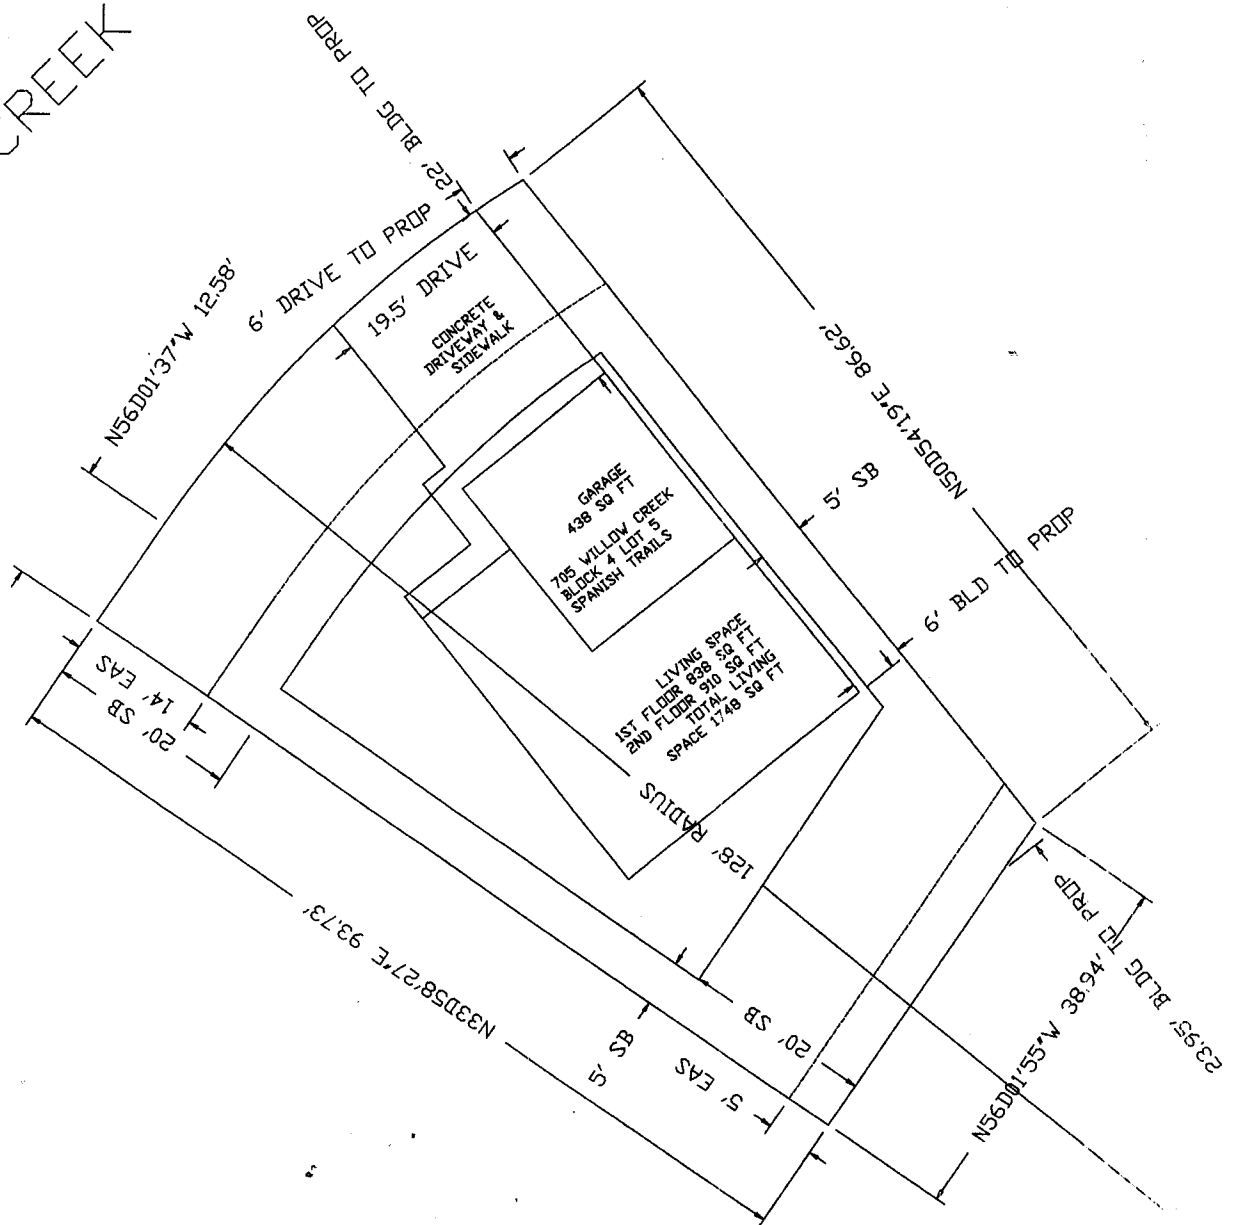 CREEK
22' BLDG TO PROP
6' DRIVE TO PROP
19.5' DRIVE
CONCRETE
DRIVEWAY &
SIDEWALK
N56D01'37"W 12.58'
N50D54'19"E 86.62'
5' SB
6' BLD TO PROP
GARAGE
438 SQ FT
705 WILLOW CREEK
BLOCK 4 LOT 5
SPANISH TRAILS
LIVING SPACE
1ST FLOOR 838 SQ FT
2ND FLOOR 910 SQ FT
TOTAL LIVING
SPACE 1748 SQ FT
14' EAS
20' SB
128' RADIUS
N33D58'27"E 93.73'
20' SB
5' SB
5' EAS
23.95' BLDG TO PROP
N56D01'55"W 38.94'